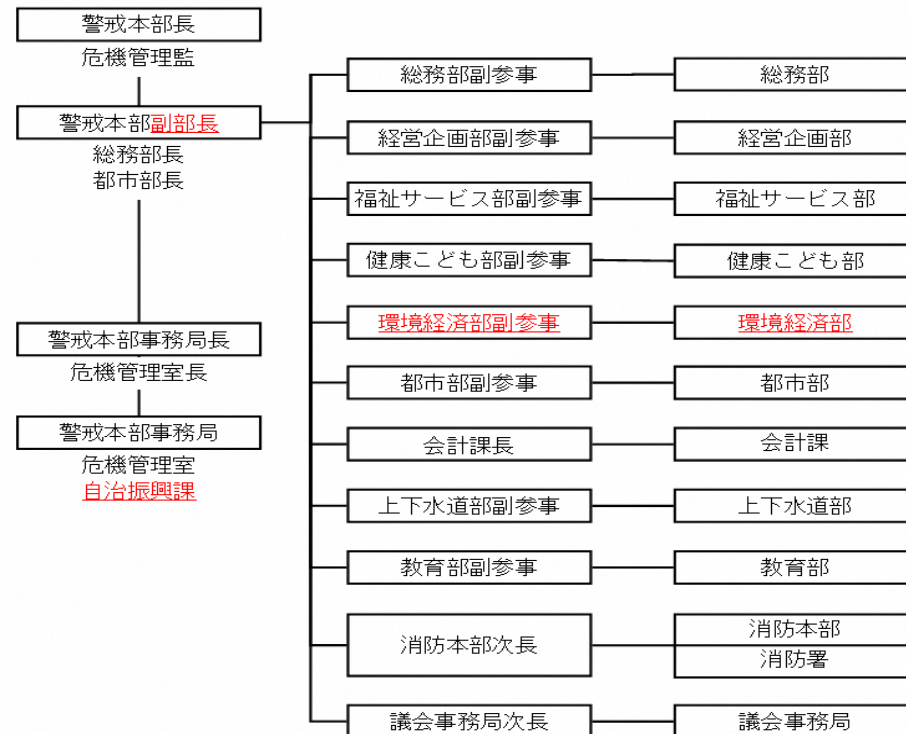 警戒本部長
危機管理監
警戒本部副部長
総務部長
都市部長
警戒本部事務局長
危機管理室長
警戒本部事務局
危機管理室
自治振興課
総務部副参事
総務部
経営企画部副参事
経営企画部
福祉サービス部副参事
福祉サービス部
健康こども部副参事
健康こども部
環境経済部副参事
環境経済部
都市部副参事
都市部
会計課長
会計課
上下水道部副参事
上下水道部
教育部副参事
教育部
消防本部次長
消防本部
消防署
議会事務局次長
議会事務局